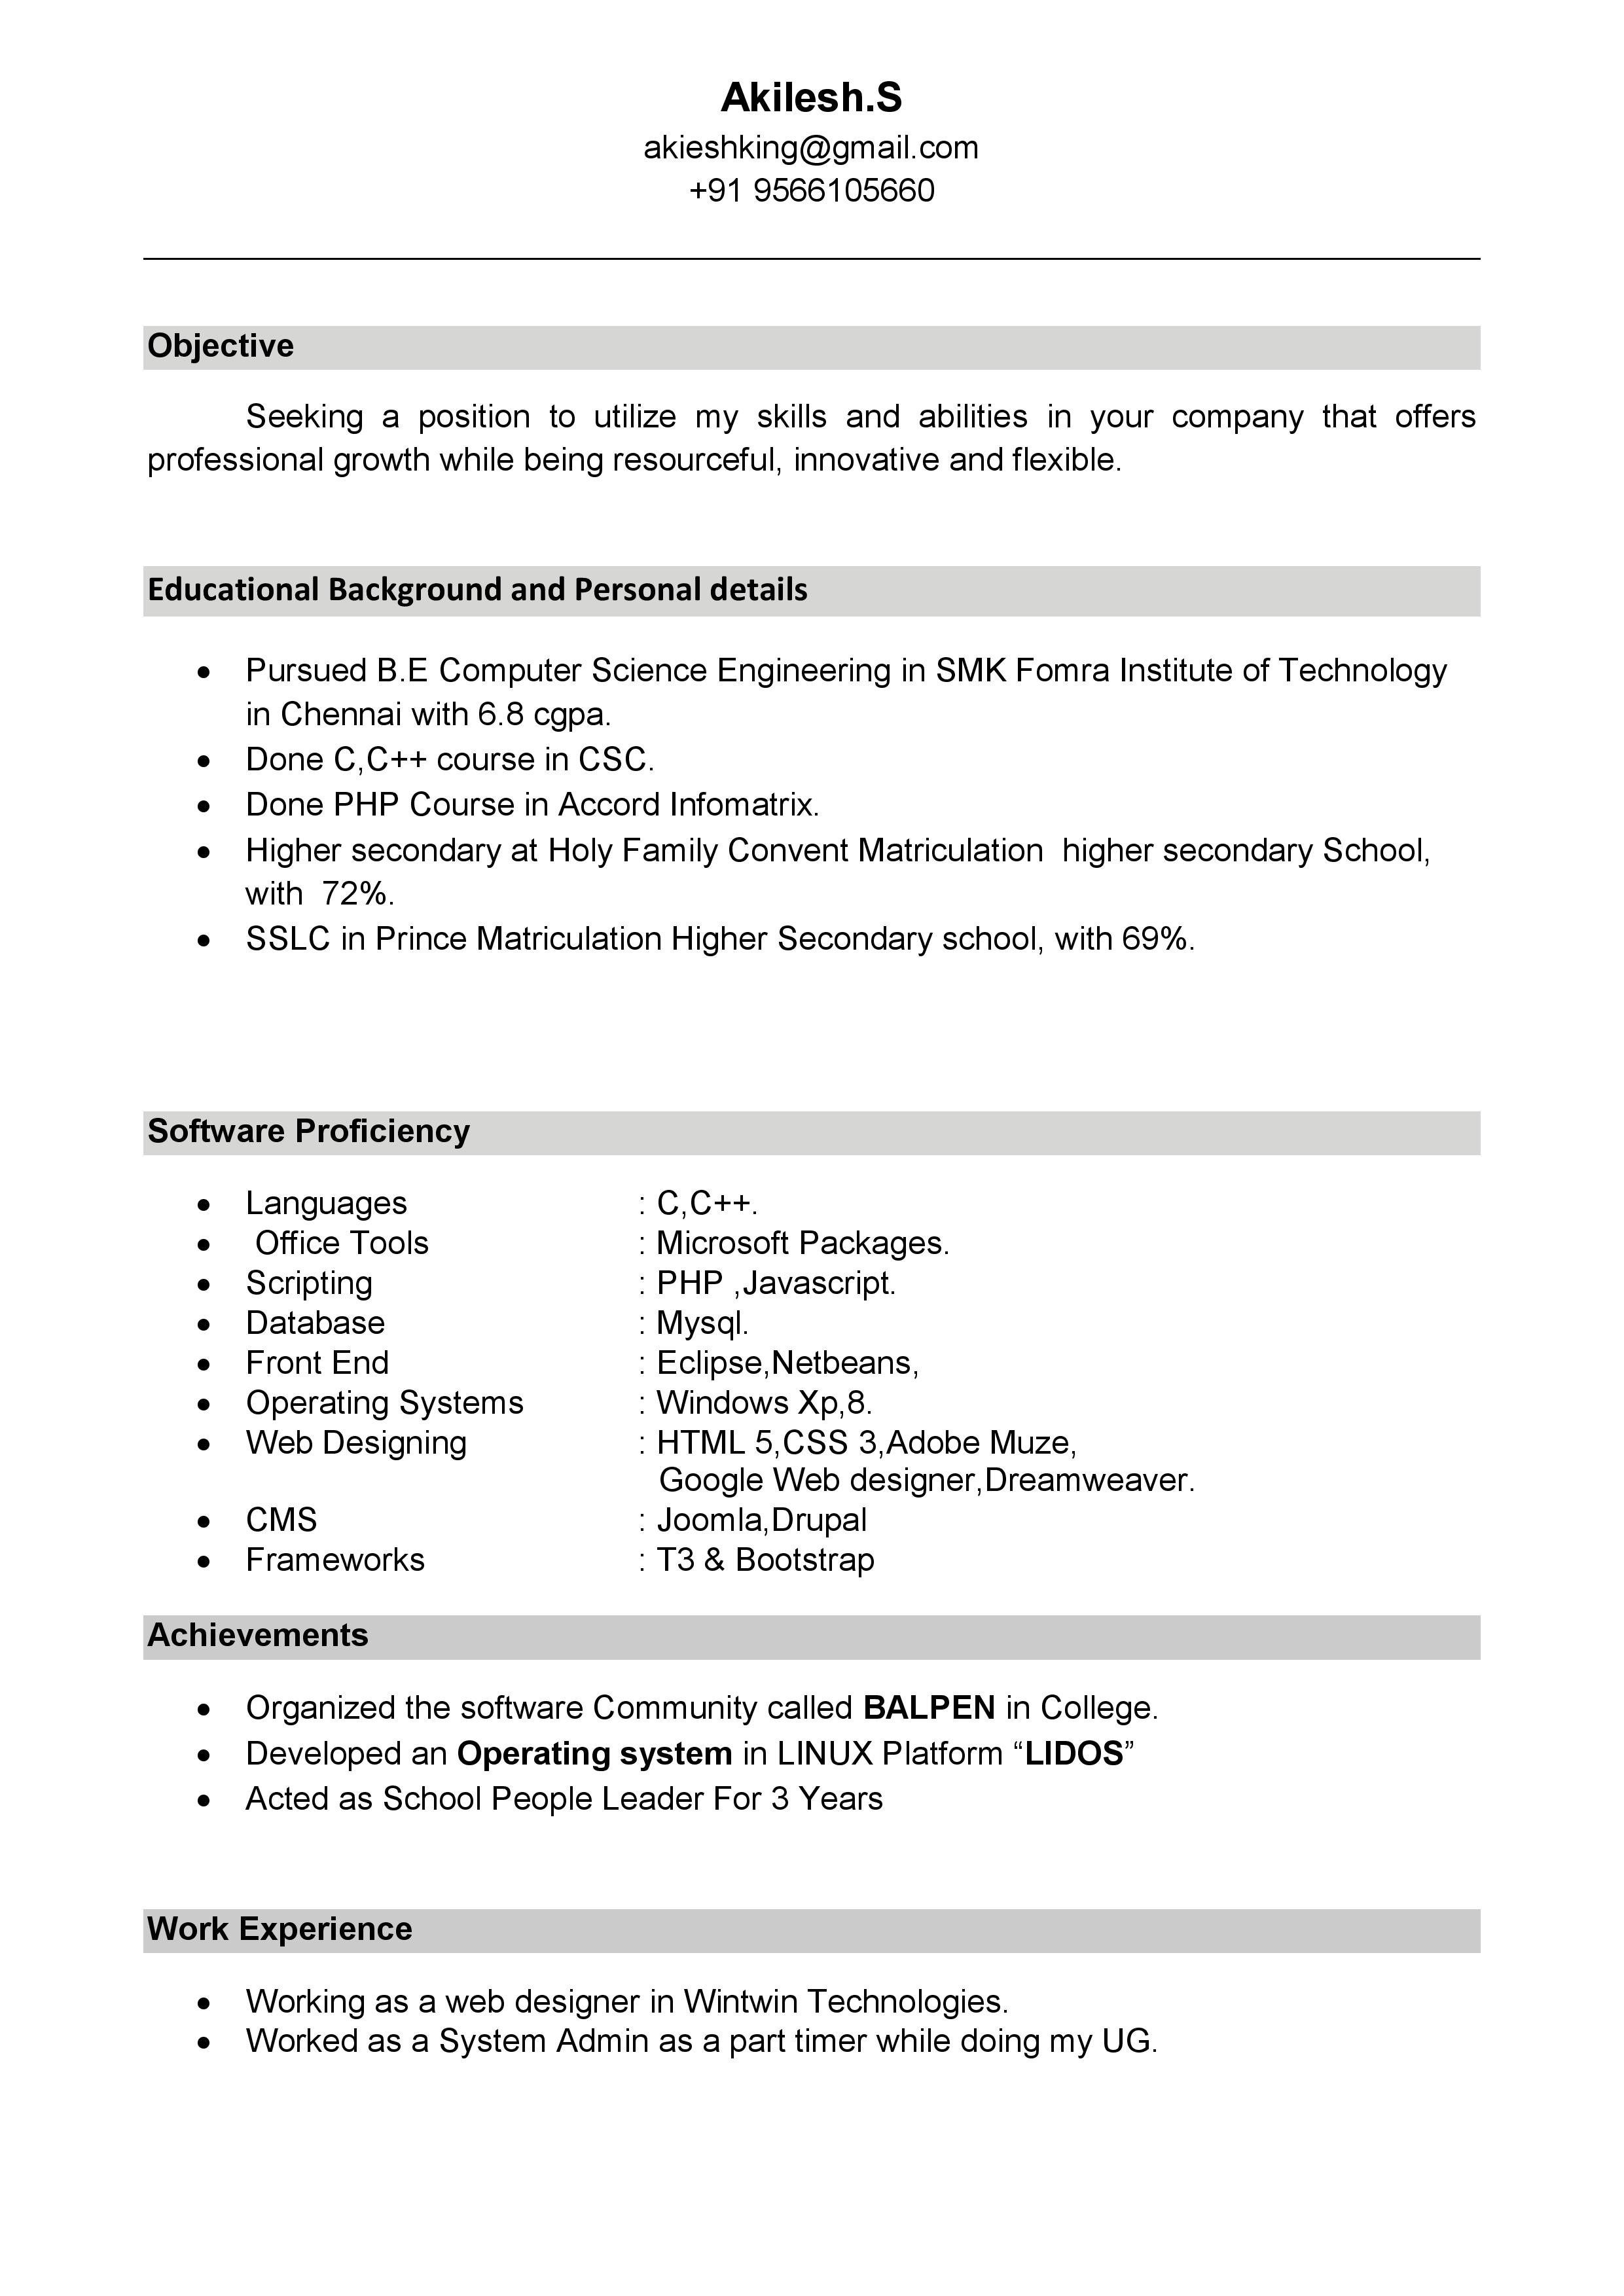 Akilesh.S
akieshking@gmail.com
+91 9566105660
Objective
Seeking a position to utilize my skills and abilities in your company that offers
professional growth while being resourceful, innovative and flexible.
Educational Background and Personal details
• Pursued B.E Computer Science Engineering in SMK Fomra Institute of Technology
in Chennai with 6.8 cgpa.
• Done C,C++ course in CSC.
• Done PHP Course in Accord Infomatrix.
• Higher secondary at Holy Family Convent Matriculation  higher secondary School,
with  72%.
• SSLC in Prince Matriculation Higher Secondary school, with 69%.
Software Proficiency
• Languages : C,C++.
• Office Tools : Microsoft Packages.
• Scripting : PHP ,Javascript.
• Database : Mysql.
• Front End : Eclipse,Netbeans,
• Operating Systems : Windows Xp,8.
• Web Designing : HTML 5,CSS 3,Adobe Muze,
Google Web designer,Dreamweaver.
• CMS : Joomla,Drupal
• Frameworks : T3 & Bootstrap
Achievements
• Organized the software Community called BALPEN in College.
• Developed an Operating system in LINUX Platform “LIDOS”
• Acted as School People Leader For 3 Years
Work Experience
• Working as a web designer in Wintwin Technologies.
• Worked as a System Admin as a part timer while doing my UG.